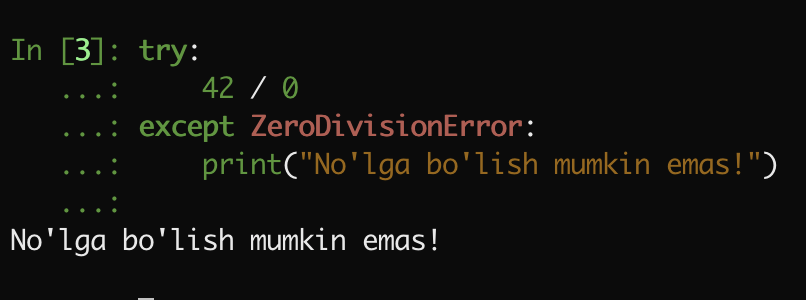 In [3]: try:
   ...:     42 / 0
   ...: except ZeroDivisionError:
   ...:     print("No'lga bo'lish mumkin emas!")
   ...:
No'lga bo'lish mumkin emas!